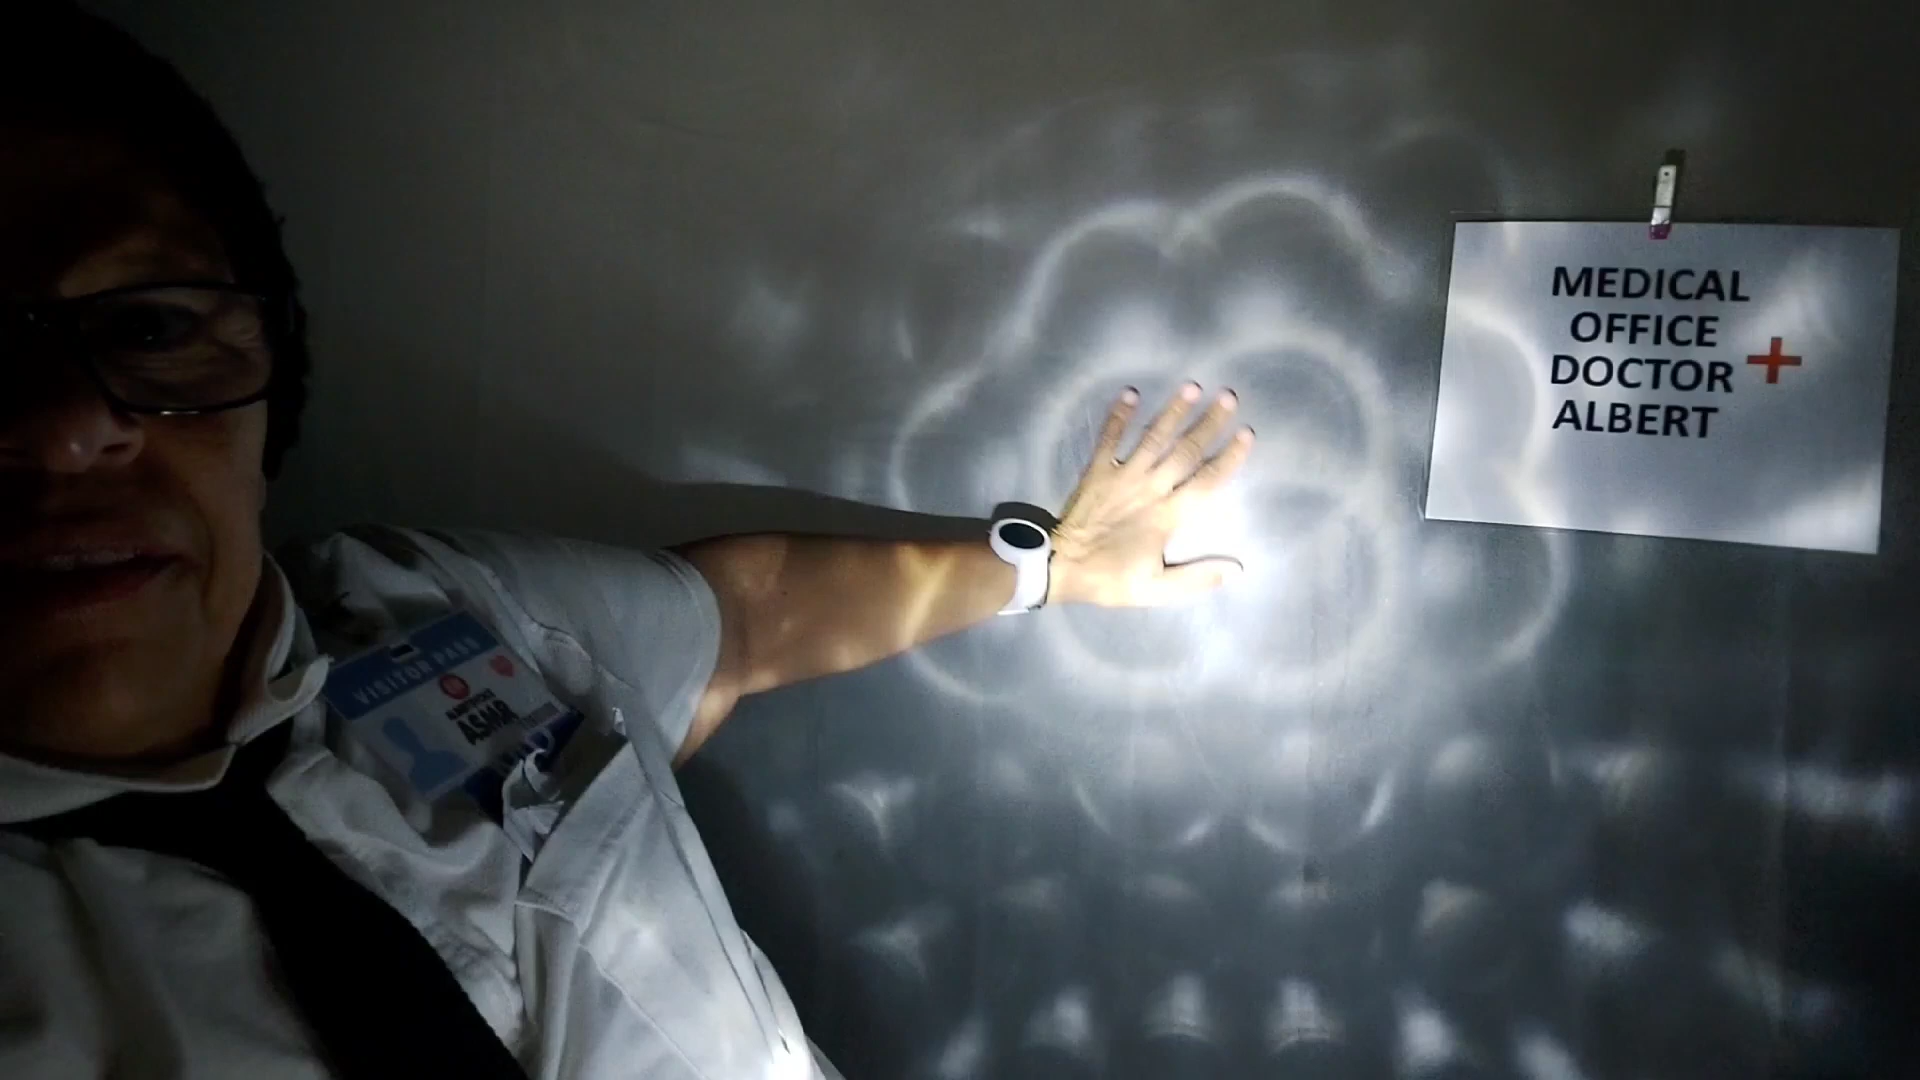 MEDICAL
OFFICE
DOCTOR
ALBERT
VISITOR PASS
ASMR